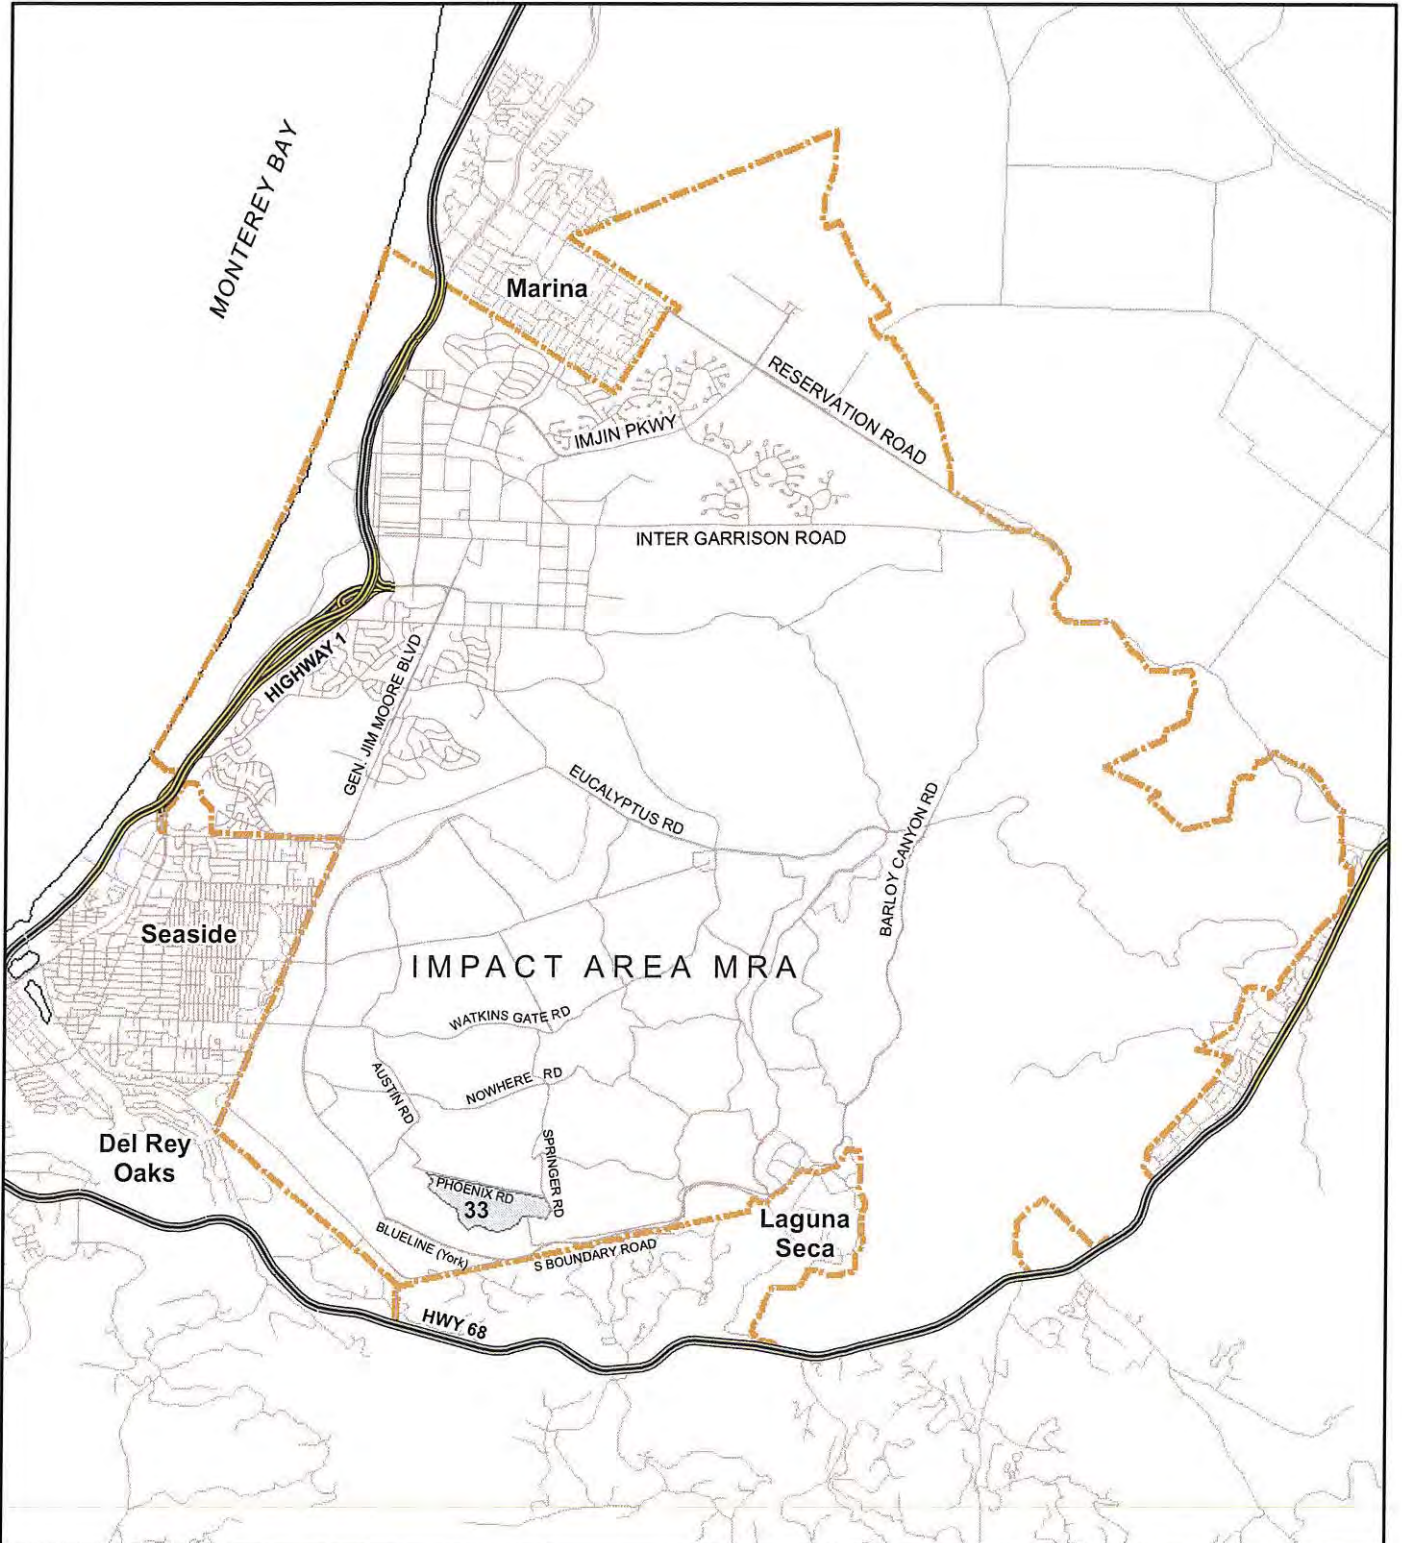 MONTEREY BAY
Marina
RESERVATION ROAD
IMJIN PKWY
INTER GARRISON ROAD
HIGHWAY 1
GEN. JIM MOORE BLVD
EUCALYPTUS RD
BARLOY CANYON RD
Seaside
IMPACT AREA MRA
WATKINS GATE RD
AUSTIN RD
NOWHERE RD
SPRINGER RD
Del Rey
Oaks
PHOENIX RD
33
BLUELINE (York)
S BOUNDARY ROAD
Laguna
Seca
HWY 68